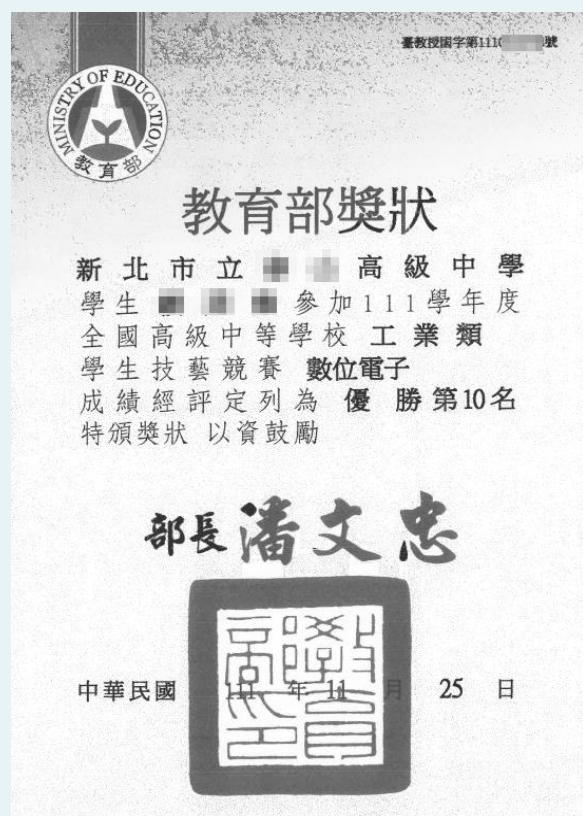 臺教授國字第1110號
MINISTRY OF EDUCATION
教育部
教育部獎狀
新北市立 高級中學
學生 參加111學年度
全國高級中等學校 工業類
學生技藝競賽 數位電子
成績經評定列為 優勝第10名
特頒獎狀 以資鼓勵
部長 潘文忠
中華民國 111 年 11 月 25 日
教育部印